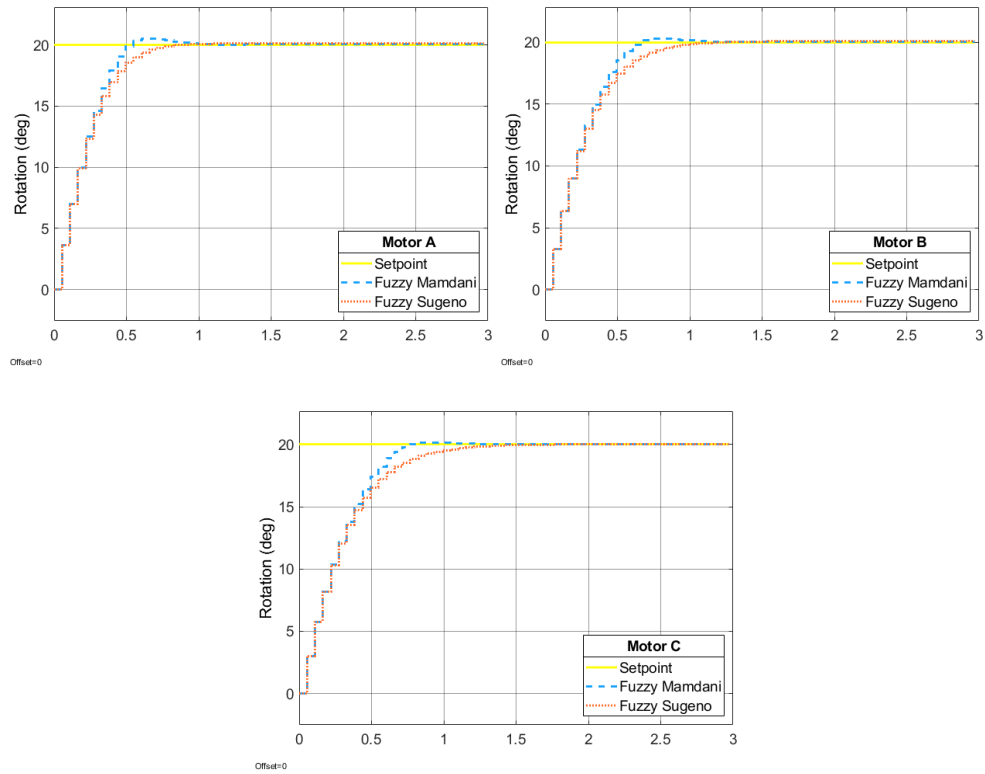 20
15
10
5
0
Rotation (deg)
Motor A
Setpoint
Fuzzy Mamdani
Fuzzy Sugeno
0 0.5 1 1.5 2 2.5 3
Offset=0
20
15
10
5
0
Rotation (deg)
Motor B
Setpoint
Fuzzy Mamdani
Fuzzy Sugeno
0 0.5 1 1.5 2 2.5 3
Offset=0
20
15
10
5
0
Rotation (deg)
Motor C
Setpoint
Fuzzy Mamdani
Fuzzy Sugeno
0 0.5 1 1.5 2 2.5 3
Offset=0